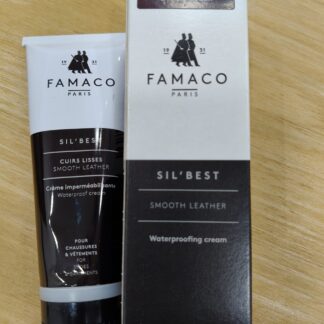 19 31
FAMACO
PARIS
SIL'BEST
CUIRS LISSES
SMOOTH LEATHER
Crème imperméabilisante
Waterproof cream
POUR
CHAUSSURES
& VÊTEMENTS
FOR
19 31
FAMACO
PARIS
SIL'BEST
SMOOTH LEATHER
Waterproofing cream